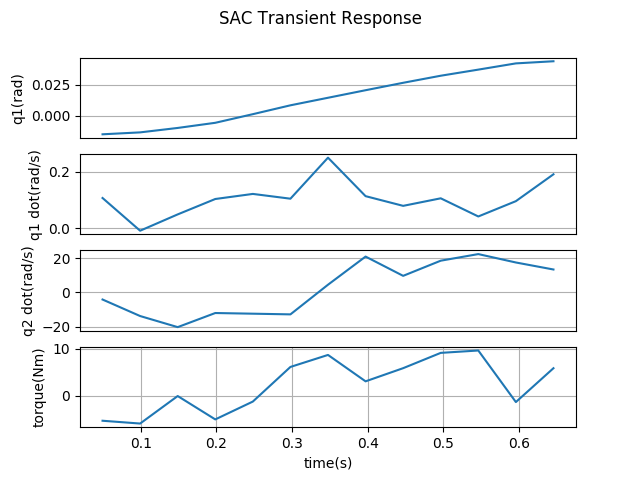 SAC Transient Response
q1(rad)
0.025
0.000
q1 dot(rad/s)
0.2
0.0
q2 dot(rad/s)
20
0
−20
torque(Nm)
10
0
0.1 0.2 0.3 0.4 0.5 0.6
time(s)